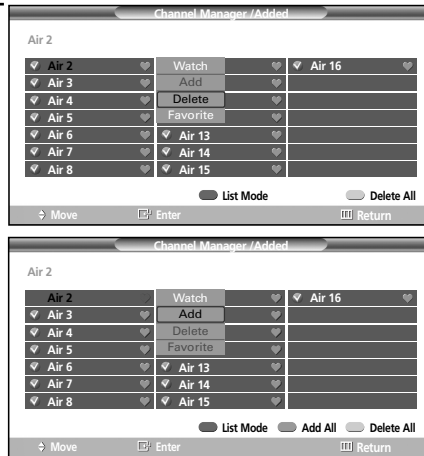 Channel Manager /Added
Air 2
Air 2 Watch Air 16
Air 3 Add
Air 4 Delete
Air 5 Favorite
Air 6 Air 13
Air 7 Air 14
Air 8 Air 15
List Mode Delete All
Move Enter Return
Channel Manager /Added
Air 2
Air 2 Watch Air 16
Air 3 Add
Air 4 Delete
Air 5 Favorite
Air 6 Air 13
Air 7 Air 14
Air 8 Air 15
List Mode Add All Delete All
Move Enter Return